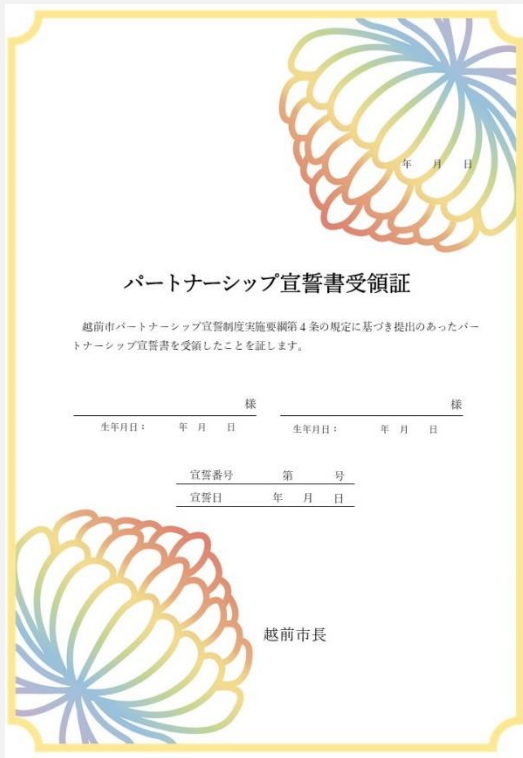 年 月 日
パートナーシップ宣誓書受領証
越前市パートナーシップ宣誓制度実施要綱第4条の規定に基づき提出のあったパー
トナーシップ宣誓書を受領したことを証します。
様 様
生年月日： 年 月 日 生年月日： 年 月 日
宣誓番号 第 号
宣誓日 年 月 日
越前市長